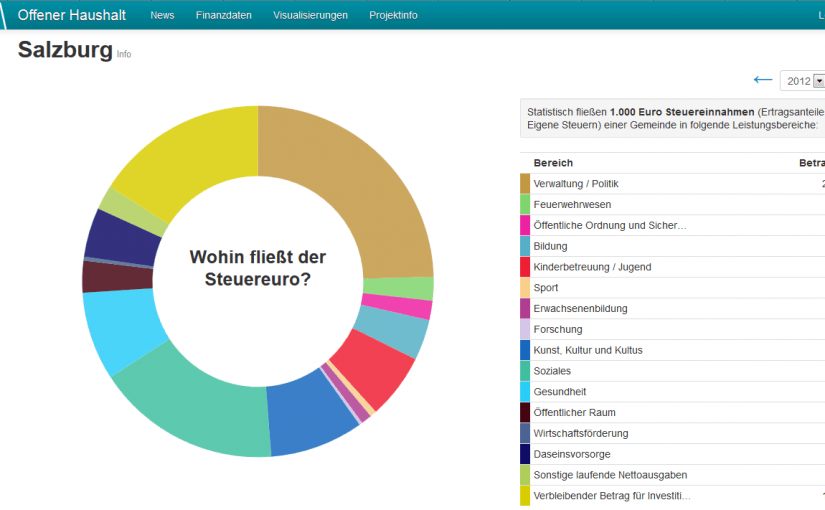 Offener Haushalt News Finanzdaten Visualisierungen Projektinfo L
Salzburg Info
← 2012
Wohin fließt der
Steuereuro?
Statistisch fließen 1.000 Euro Steuereinnahmen (Ertragsanteile
Eigene Steuern) einer Gemeinde in folgende Leistungsbereiche:
Bereich Betra
Verwaltung / Politik 2
Feuerwehrwesen
Öffentliche Ordnung und Sicher…
Bildung
Kinderbetreuung / Jugend
Sport
Erwachsenenbildung
Forschung
Kunst, Kultur und Kultus
Soziales
Gesundheit
Öffentlicher Raum
Wirtschaftsförderung
Daseinsvorsorge
Sonstige laufende Nettoausgaben
Verbleibender Betrag für Investiti… 1